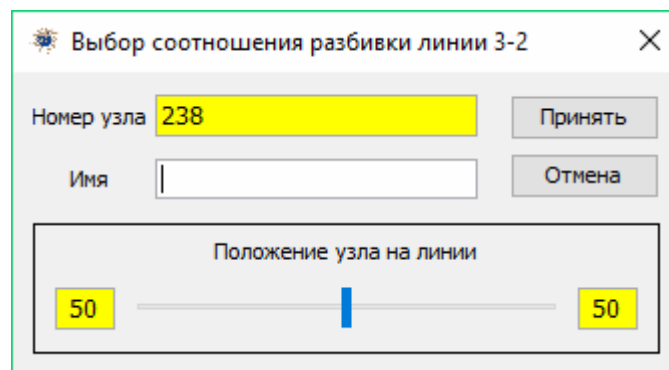 Выбор соотношения разбивки линии 3-2
Номер узла 238 Принять
Имя Отмена
Положение узла на линии
50 50